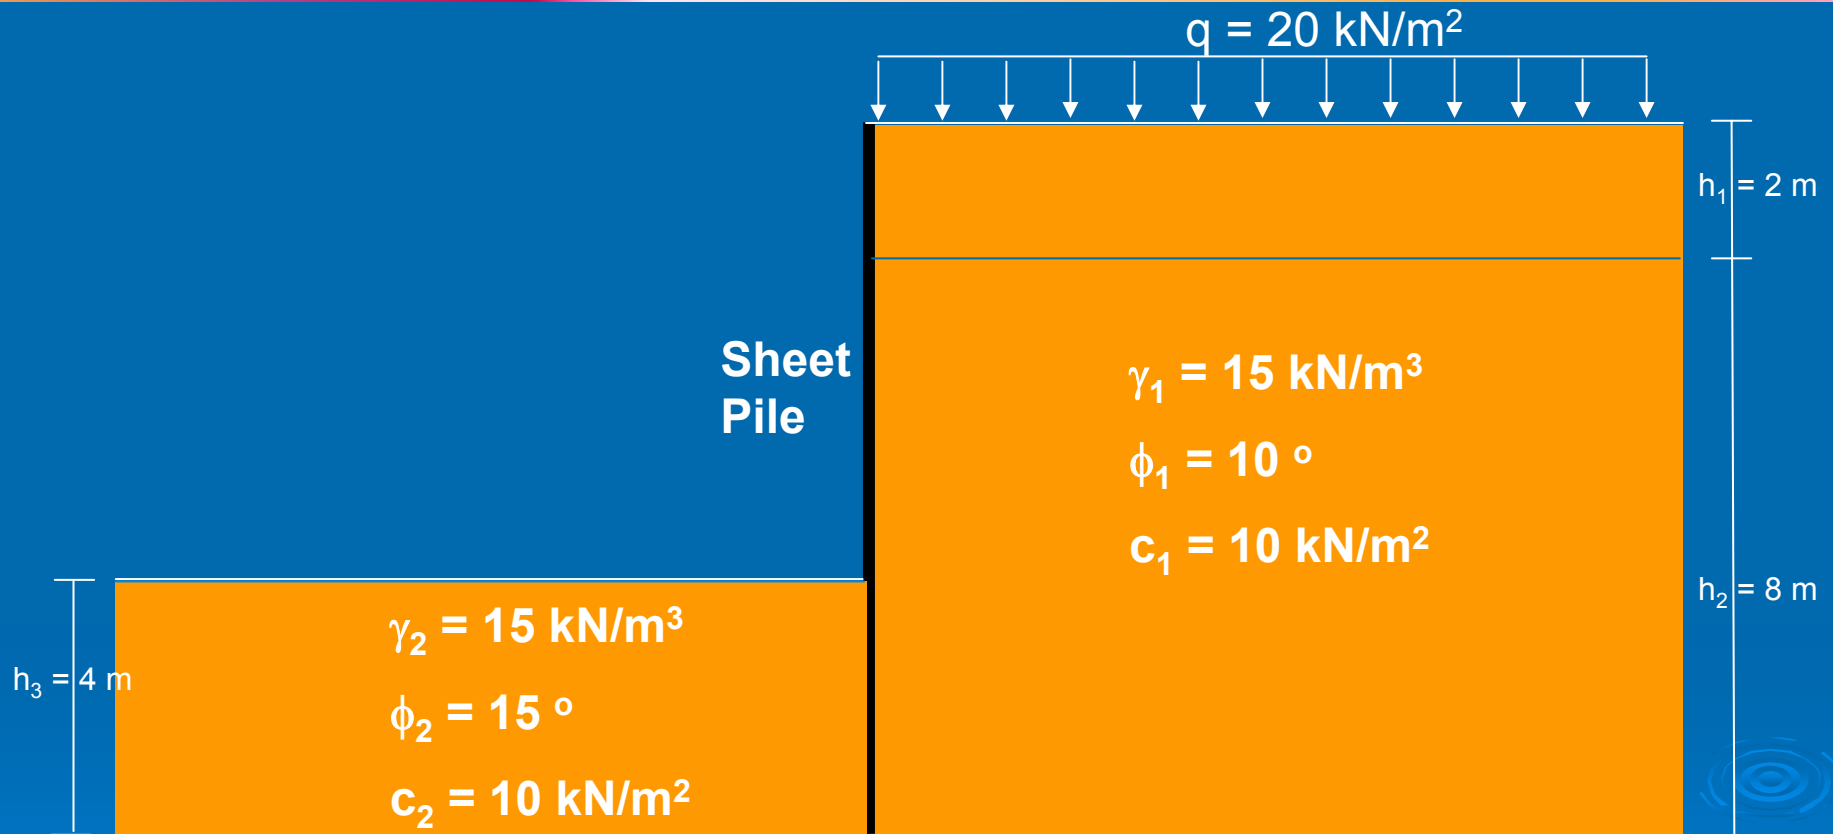 q = 20 kN/m²
h₁ = 2 m
Sheet
Pile
γ₁ = 15 kN/m³
ϕ₁ = 10 °
c₁ = 10 kN/m²
h₂ = 8 m
γ₂ = 15 kN/m³
h₃ = 4 m
ϕ₂ = 15 °
c₂ = 10 kN/m²